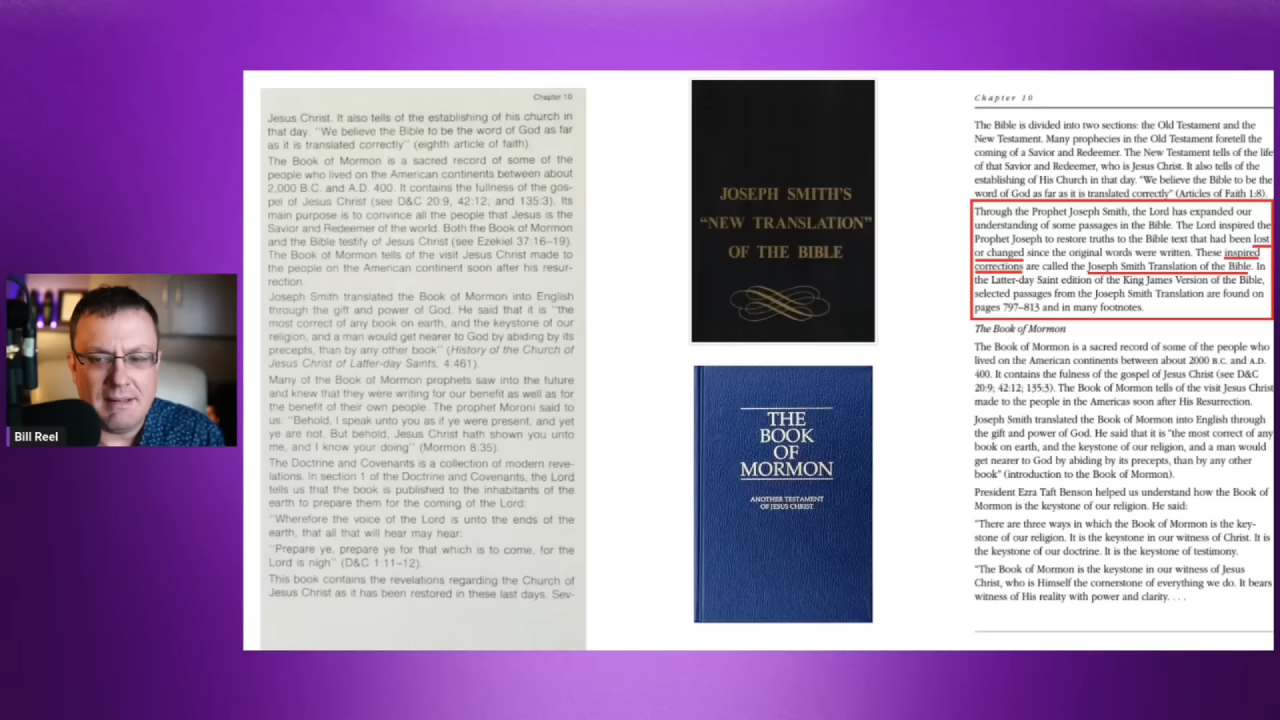 Chapter 10
Jesus Christ. It also tells of the establishing of his church in
that day. "We believe the Bible to be the word of God as far
as it is translated correctly" (eighth article of faith).
The Book of Mormon is a sacred record of some of the
people who lived on the American continents between about
2,000 B.C. and A.D. 400. It contains the fullness of the gos-
pel of Jesus Christ (see D&C 20:9, 42:12; and 135:3). Its
main purpose is to convince all the people that Jesus is the
Savior and Redeemer of the world. Both the Book of Mormon
and the Bible testify of Jesus Christ (see Ezekiel 37:16–19).
The Book of Mormon tells of the visit Jesus Christ made to
the people on the American continent soon after his resur-
rection.
Joseph Smith translated the Book of Mormon into English
through the gift and power of God. He said that it is "the
most correct of any book on earth, and the keystone of our
religion, and a man would get nearer to God by abiding by its
precepts, than by any other book" (History of the Church of
Jesus Christ of Latter-day Saints, 4:461).
Many of the Book of Mormon prophets saw into the future
and knew that they were writing for our benefit as well as for
the benefit of their own people. The prophet Moroni said to
us: "Behold, I speak unto you as if ye were present, and yet
ye are not. But behold, Jesus Christ hath shown you unto
me, and I know your doing" (Mormon 8:35).
The Doctrine and Covenants is a collection of modern reve-
lations. In section 1 of the Doctrine and Covenants, the Lord
tells us that the book is published to the inhabitants of the
earth to prepare them for the coming of the Lord:
"Wherefore the voice of the Lord is unto the ends of the
earth, that all that will hear may hear:
"Prepare ye, prepare ye for that which is to come, for the
Lord is nigh" (D&C 1:11–12).
This book contains the revelations regarding the Church of
Jesus Christ as it has been restored in these last days. Sev-
JOSEPH SMITH'S
"NEW TRANSLATION"
OF THE BIBLE
THE
BOOK
OF
MORMON
ANOTHER TESTAMENT
OF JESUS CHRIST
Chapter 10
The Bible is divided into two sections: the Old Testament and the
New Testament. Many prophecies in the Old Testament foretell the
coming of a Savior and Redeemer. The New Testament tells of the life
of that Savior and Redeemer, who is Jesus Christ. It also tells of the
establishing of His Church in that day. "We believe the Bible to be the
word of God as far as it is translated correctly" (Articles of Faith 1:8).
Through the Prophet Joseph Smith, the Lord has expanded our
understanding of some passages in the Bible. The Lord inspired the
Prophet Joseph to restore truths to the Bible text that had been lost
or changed since the original words were written. These inspired
corrections are called the Joseph Smith Translation of the Bible. In
the Latter-day Saint edition of the King James Version of the Bible,
selected passages from the Joseph Smith Translation are found on
pages 797–813 and in many footnotes.
The Book of Mormon
The Book of Mormon is a sacred record of some of the people who
lived on the American continents between about 2000 B.C. and A.D.
400. It contains the fulness of the gospel of Jesus Christ (see D&C
20:9; 42:12; 135:3). The Book of Mormon tells of the visit Jesus Christ
made to the people in the Americas soon after His Resurrection.
Joseph Smith translated the Book of Mormon into English through
the gift and power of God. He said that it is "the most correct of any
book on earth, and the keystone of our religion, and a man would
get nearer to God by abiding by its precepts, than by any other
book" (introduction to the Book of Mormon).
President Ezra Taft Benson helped us understand how the Book of
Mormon is the keystone of our religion. He said:
"There are three ways in which the Book of Mormon is the key-
stone of our religion. It is the keystone in our witness of Christ. It is
the keystone of our doctrine. It is the keystone of testimony.
"The Book of Mormon is the keystone in our witness of Jesus
Christ, who is Himself the cornerstone of everything we do. It bears
witness of His reality with power and clarity. . . .
Bill Reel